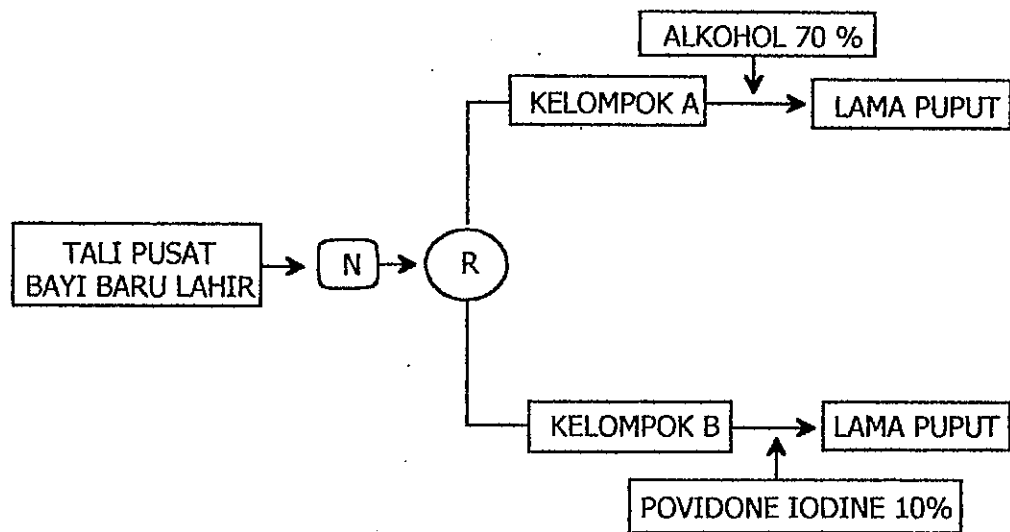 ALKOHOL 70 %
KELOMPOK A
LAMA PUPUT
TALI PUSAT
BAYI BARU LAHIR
N
R
KELOMPOK B
LAMA PUPUT
POVIDONE IODINE 10%